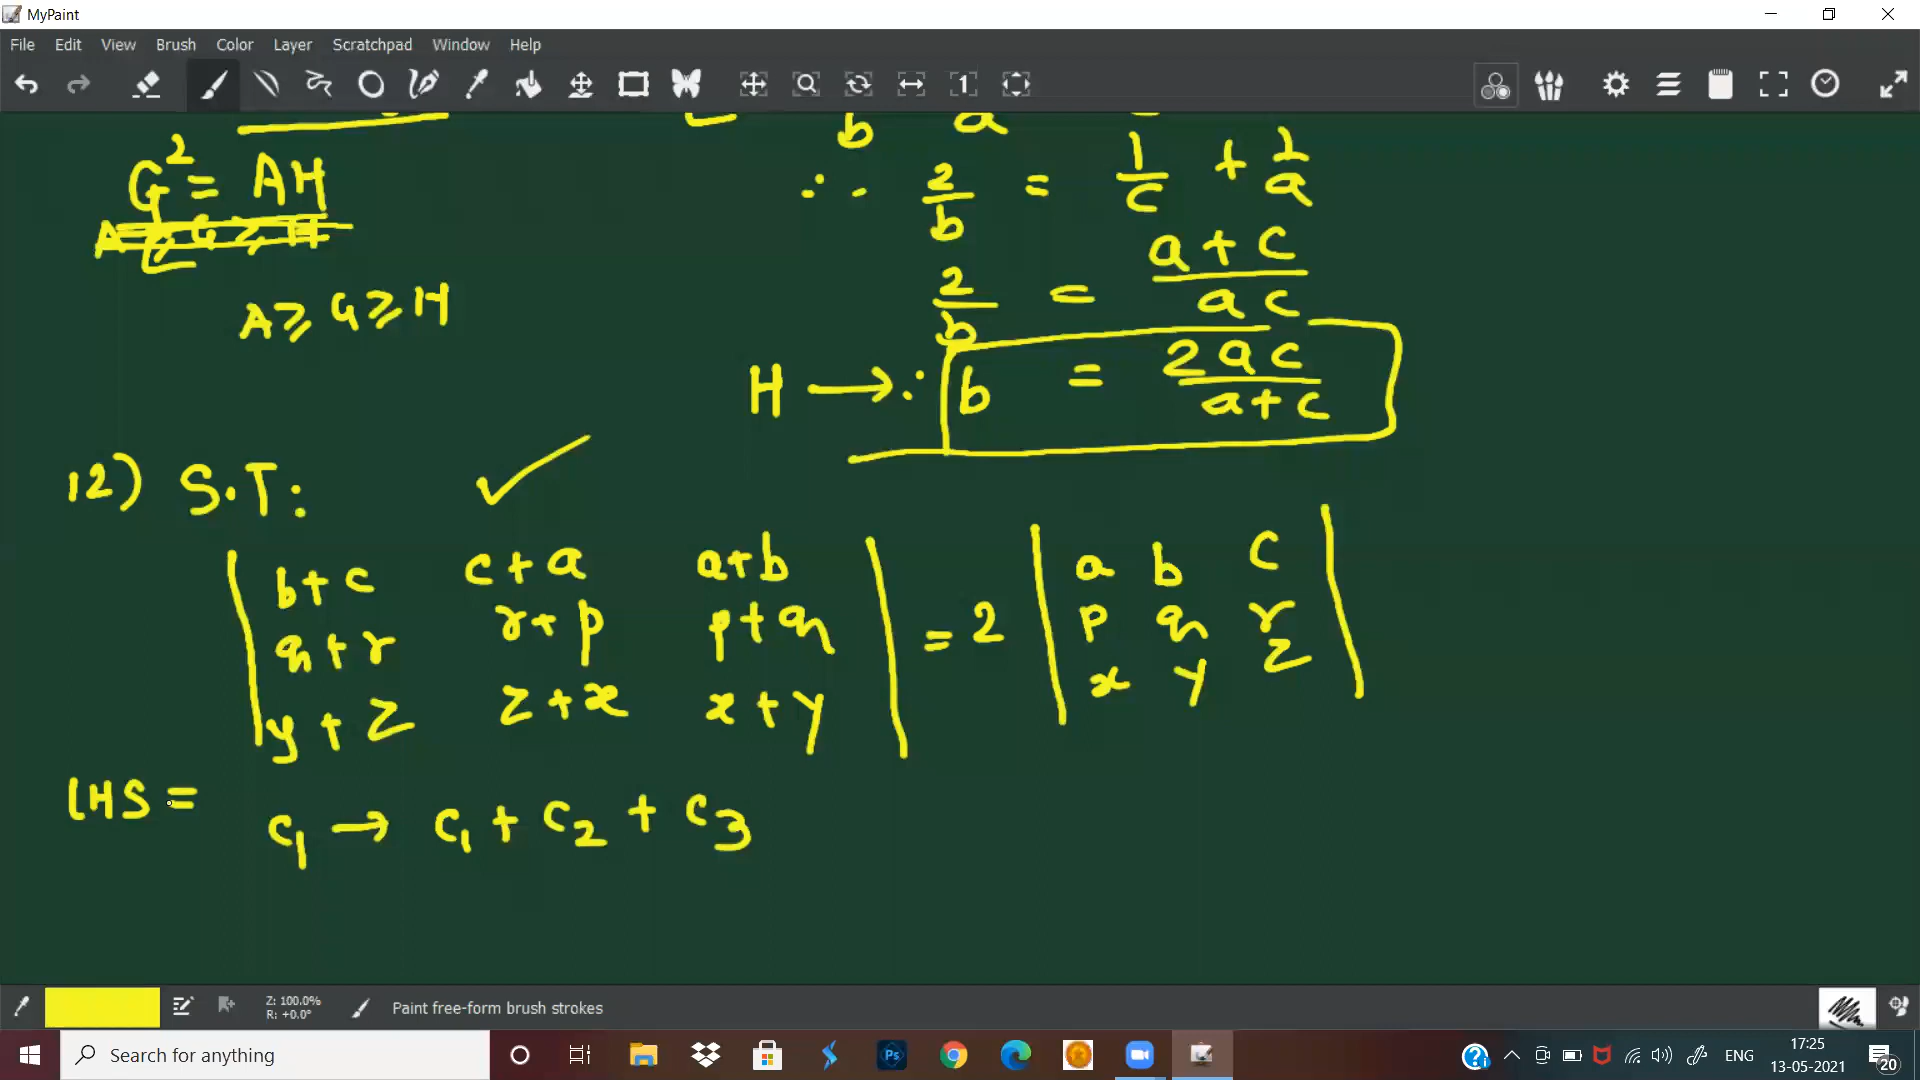 MyPaint
File Edit View Brush Color Layer Scratchpad Window Help
b a
G² = AH
∴ 2/b = 1/c + 1/a
A ≥ G ≥ H
2/b = a + c / a c
A ≥ G ≥ H
H → ∴ b = 2 a c / a + c
12) S.T:
| b + c c + a a + b | = 2 | a b c |
| q + r r + p p + q | | p q r |
| y + z z + x x + y | | x y z |
LHS =
C₁ → C₁ + C₂ + C₃
Z: 100.0%
R: +0.0°
Paint free-form brush strokes
Search for anything
Ps
ENG
17:25
13-05-2021
20